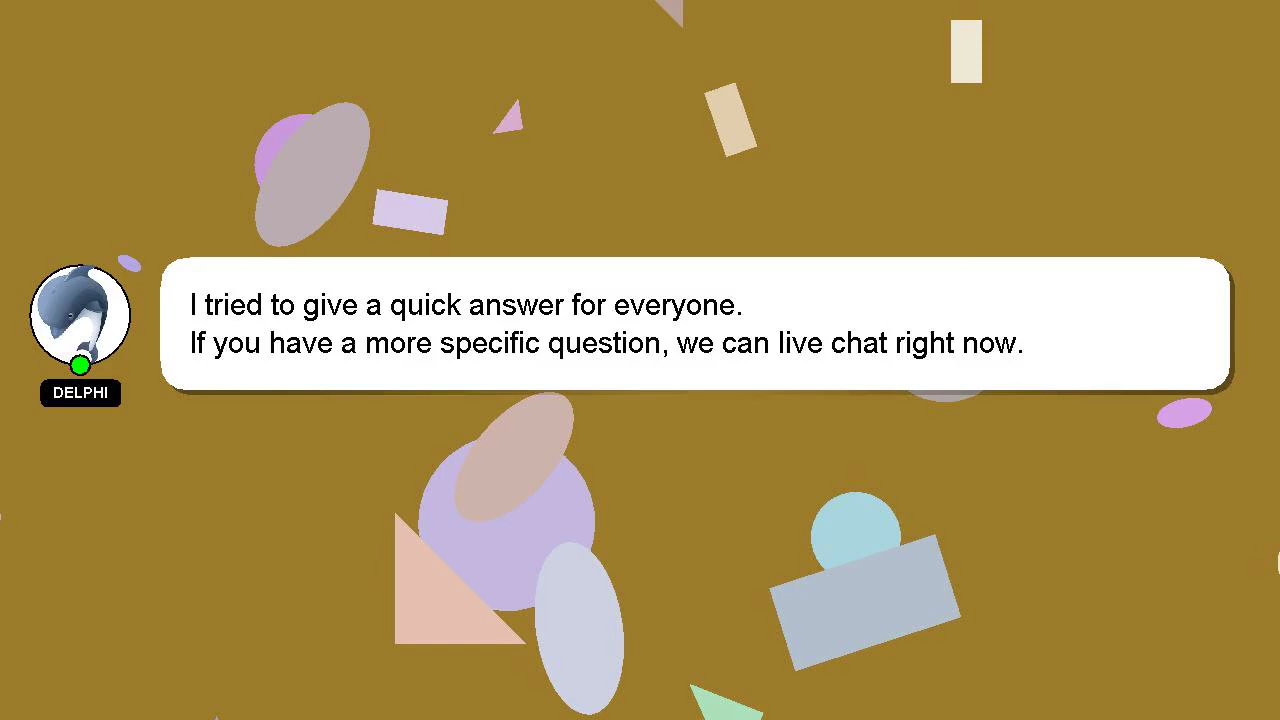 I tried to give a quick answer for everyone.
If you have a more specific question, we can live chat right now.
DELPHI